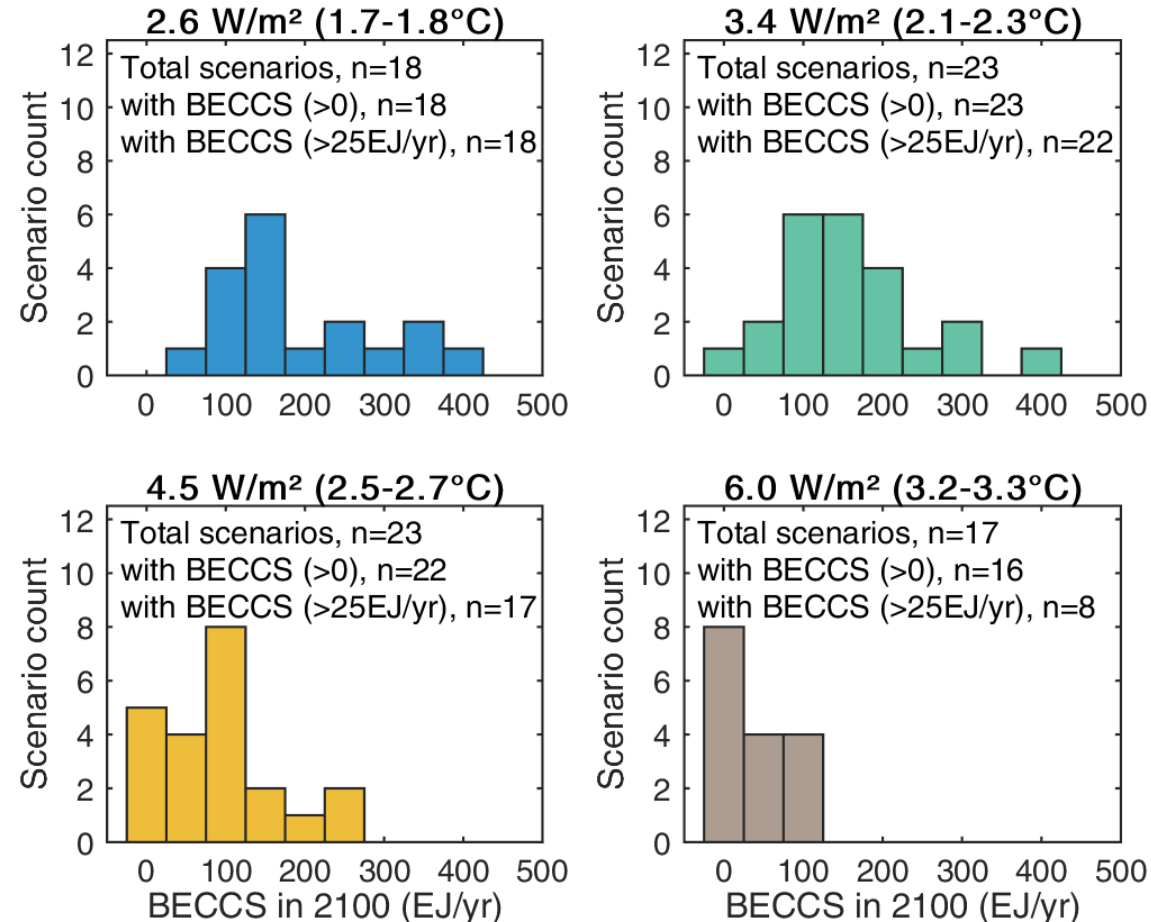 2.6 W/m² (1.7-1.8°C)
Scenario count
12
10
8
6
4
2
0
Total scenarios, n=18
with BECCS (>0), n=18
with BECCS (>25EJ/yr), n=18
0 100 200 300 400 500
3.4 W/m² (2.1-2.3°C)
Scenario count
12
10
8
6
4
2
0
Total scenarios, n=23
with BECCS (>0), n=23
with BECCS (>25EJ/yr), n=22
0 100 200 300 400 500
4.5 W/m² (2.5-2.7°C)
Scenario count
12
10
8
6
4
2
0
Total scenarios, n=23
with BECCS (>0), n=22
with BECCS (>25EJ/yr), n=17
0 100 200 300 400 500
BECCS in 2100 (EJ/yr)
6.0 W/m² (3.2-3.3°C)
Scenario count
12
10
8
6
4
2
0
Total scenarios, n=17
with BECCS (>0), n=16
with BECCS (>25EJ/yr), n=8
0 100 200 300 400 500
BECCS in 2100 (EJ/yr)